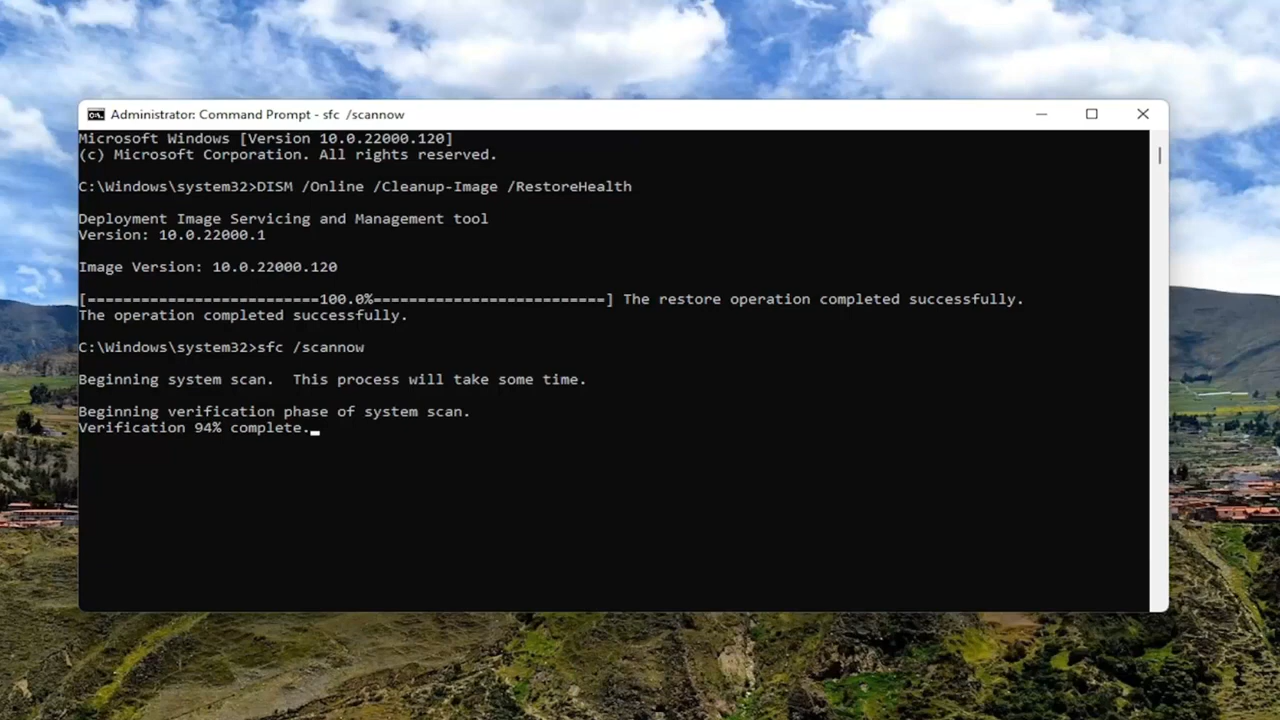 Administrator: Command Prompt - sfc  /scannow
Microsoft Windows [Version 10.0.22000.120]
(c) Microsoft Corporation. All rights reserved.
C:\Windows\system32>DISM /Online /Cleanup-Image /RestoreHealth
Deployment Image Servicing and Management tool
Version: 10.0.22000.1
Image Version: 10.0.22000.120
[==========================100.0%==========================] The restore operation completed successfully.
The operation completed successfully.
C:\Windows\system32>sfc /scannow
Beginning system scan.  This process will take some time.
Beginning verification phase of system scan.
Verification 94% complete.